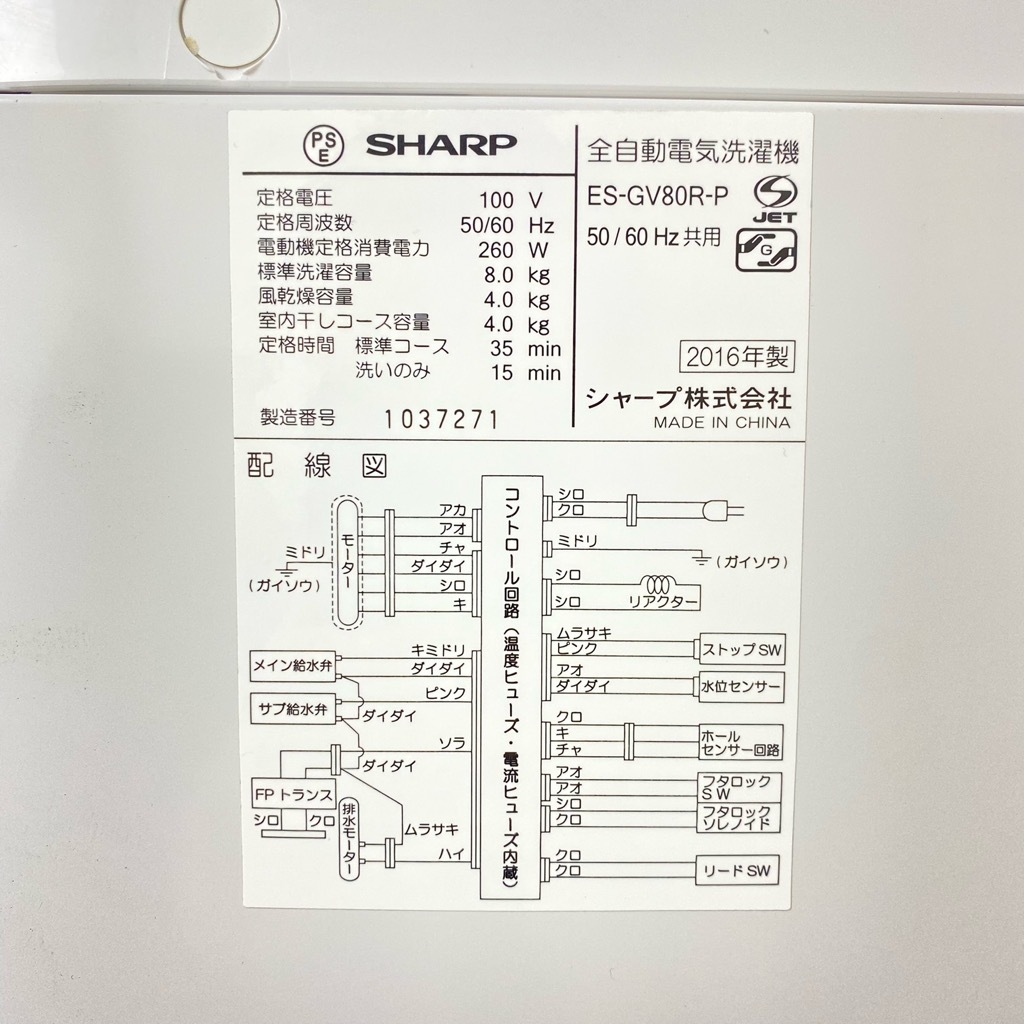 PSE SHARP
定格電圧 100 V
定格周波数 50/60 Hz
電動機定格消費電力 260 W
標準洗濯容量 8.0 kg
風乾燥容量 4.0 kg
室内干しコース容量 4.0 kg
定格時間 標準コース 35 min
洗いのみ 15 min
製造番号 1037271
全自動電気洗濯機
ES-GV80R-P
S JET
50/60 Hz 共用
G
2016年製
シャープ株式会社
MADE IN CHINA
配線図
モーター
ミドリ
(ガイソウ)
アカ
アオ
チャ
ダイダイ
シロ
キ
メイン給水弁
キミドリ
ダイダイ
サブ給水弁
ピンク
ダイダイ
ソラ
ダイダイ
FPトランス
シロ クロ
排水モーター
ムラサキ
ハイ
コントロール回路(温度ヒューズ・電流ヒューズ内蔵)
シロ
クロ
ミドリ
(ガイソウ)
シロ
シロ
リアクター
ムラサキ
ピンク
ストップSW
アオ
ダイダイ
水位センサー
クロ
キ
チャ
ホール
センサー回路
アオ
アオ
フタロック
SW
シロ
クロ
フタロック
ソレノイド
クロ
クロ
リードSW